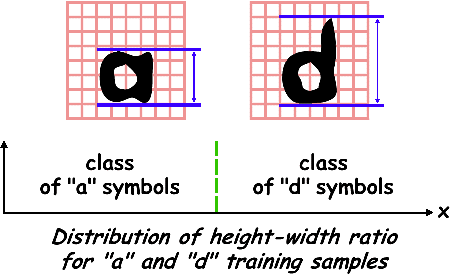 a
d
class
of "a" symbols
class
of "d" symbols
x
Distribution of height-width ratio
for "a" and "d" training samples